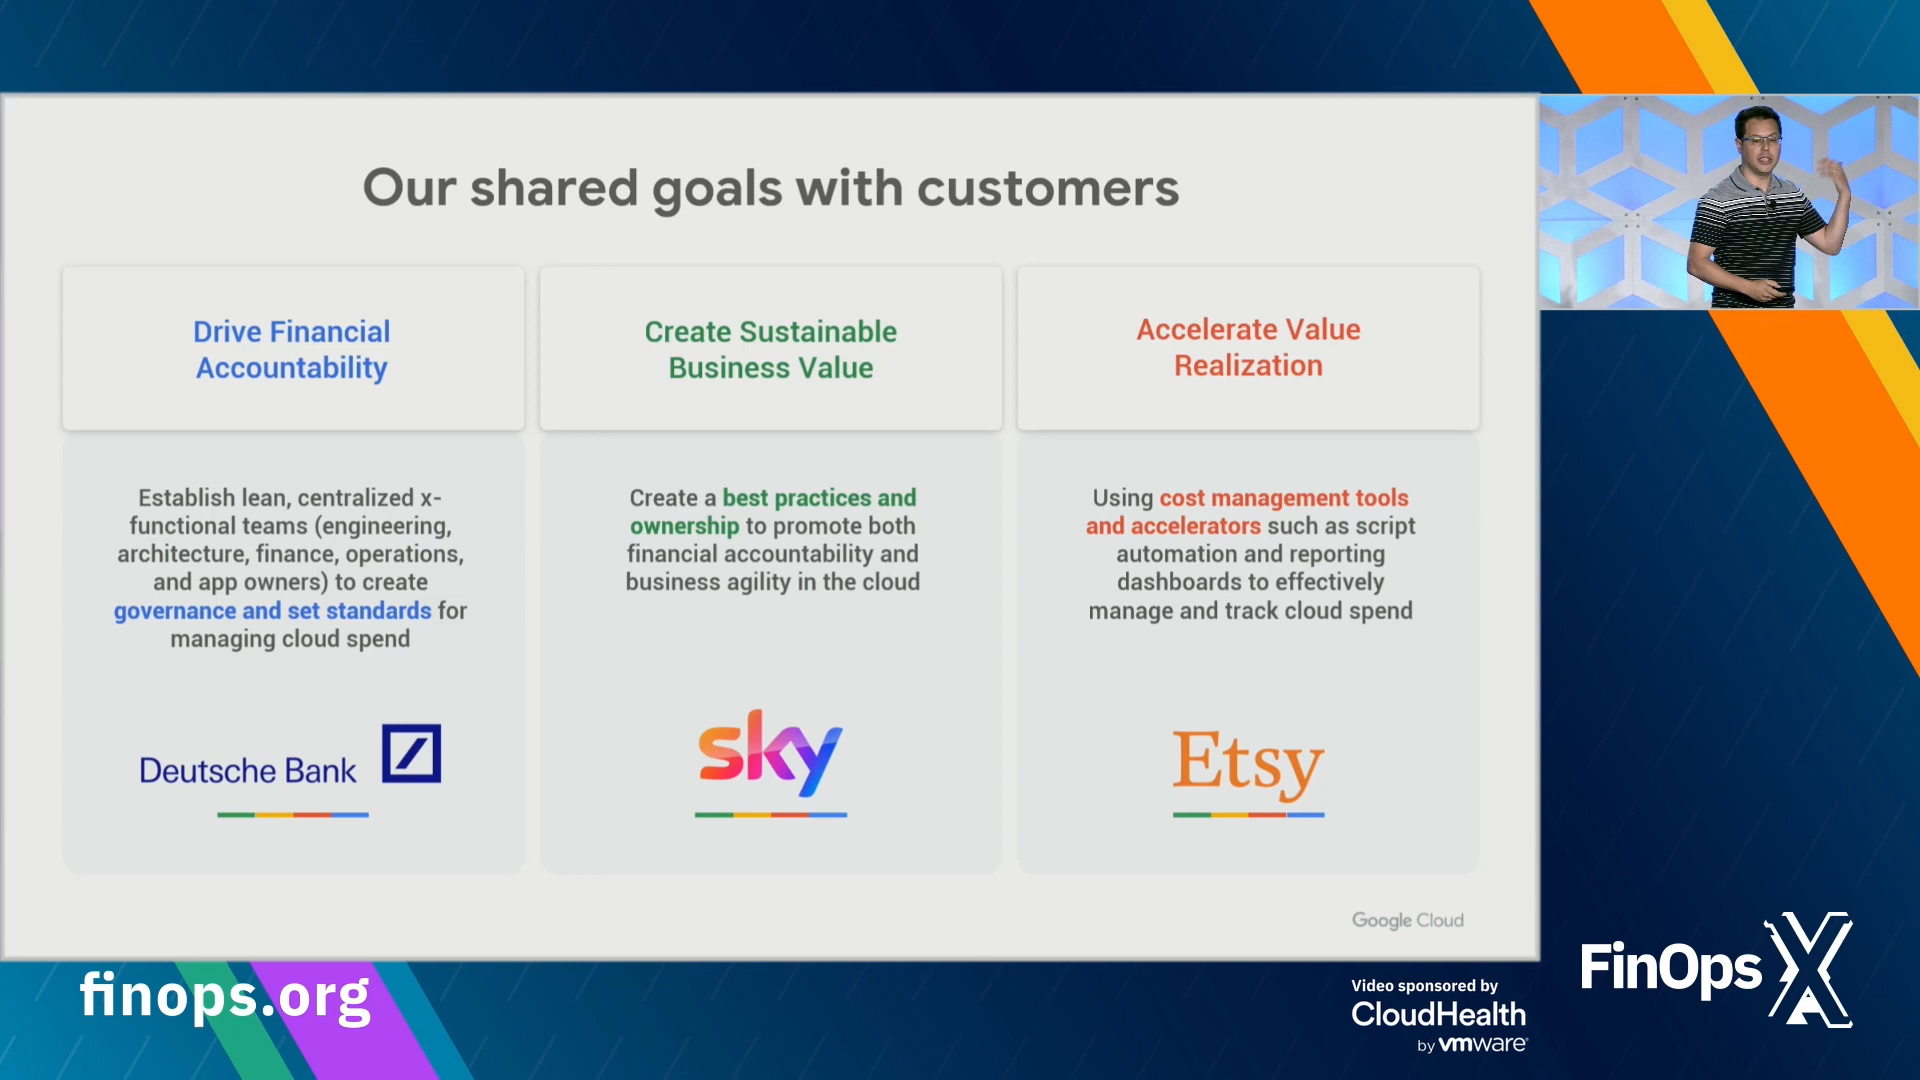 Our shared goals with customers
Drive Financial
Accountability
Establish lean, centralized x-
functional teams (engineering,
architecture, finance, operations,
and app owners) to create
governance and set standards for
managing cloud spend
Deutsche Bank
Create Sustainable
Business Value
Create a best practices and
ownership to promote both
financial accountability and
business agility in the cloud
sky
Accelerate Value
Realization
Using cost management tools
and accelerators such as script
automation and reporting
dashboards to effectively
manage and track cloud spend
Etsy
Google Cloud
finops.org
Video sponsored by
CloudHealth
by vmware
FinOps X